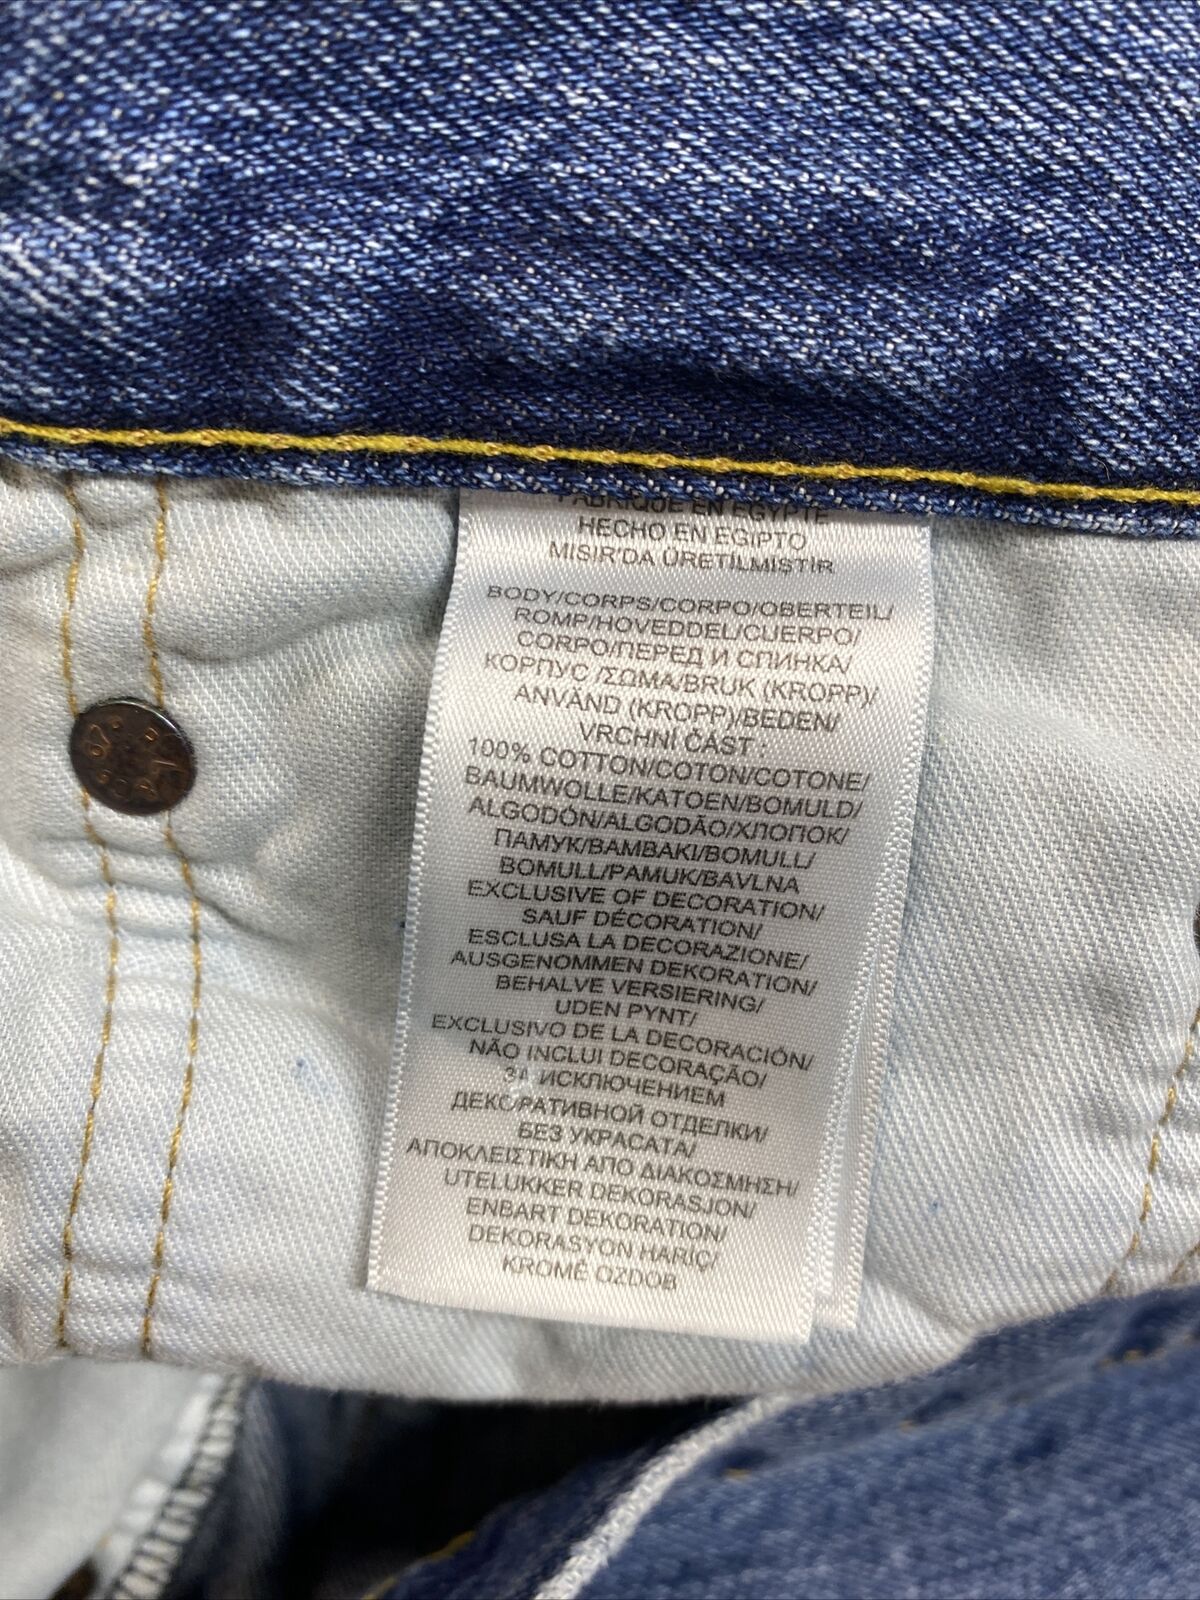 FABRIQUÉ EN EGYPTE
HECHO EN EGIPTO
MISIR'DA ÜRETILMISTIR
BODY/CORPS/CORPO/OBERTEIL/
ROMP/HOVEDDEL/CUERPO/
CORPO/ПЕРЕД И СПИНКА/
КОРПУС /ΣΩΜΑ/BRUK (KROPP)/
ANVÄND (KROPP)/BEDEN/
VRCHNÍ ČÁST :
100% COTTON/COTON/COTONE/
BAUMWOLLE/KATOEN/BOMULD/
ALGODÓN/ALGODÃO/ХЛОПОК/
ПАМУК/BAMBAKI/BOMULL/
BOMULL/PAMUK/BAVLNA
EXCLUSIVE OF DECORATION/
SAUF DÉCORATION/
ESCLUSA LA DECORAZIONE/
AUSGENOMMEN DEKORATION/
BEHALVE VERSIERING/
UDEN PYNT/
EXCLUSIVO DE LA DECORACIÓN/
NÃO INCLUI DECORAÇÃO/
ЗА ИСКЛЮЧЕНИЕМ
ДЕКОРАТИВНОЙ ОТДЕЛКИ/
БЕЗ УКРАСАТА/
ΑΠΟΚΛΕΙΣΤΙΚΗ ΑΠΟ ΔΙΑΚΟΣΜΗΣΗ/
UTELUKKER DEKORASJON/
ENBART DEKORATION/
DEKORASYON HARİÇ/
KROMĚ OZDOB